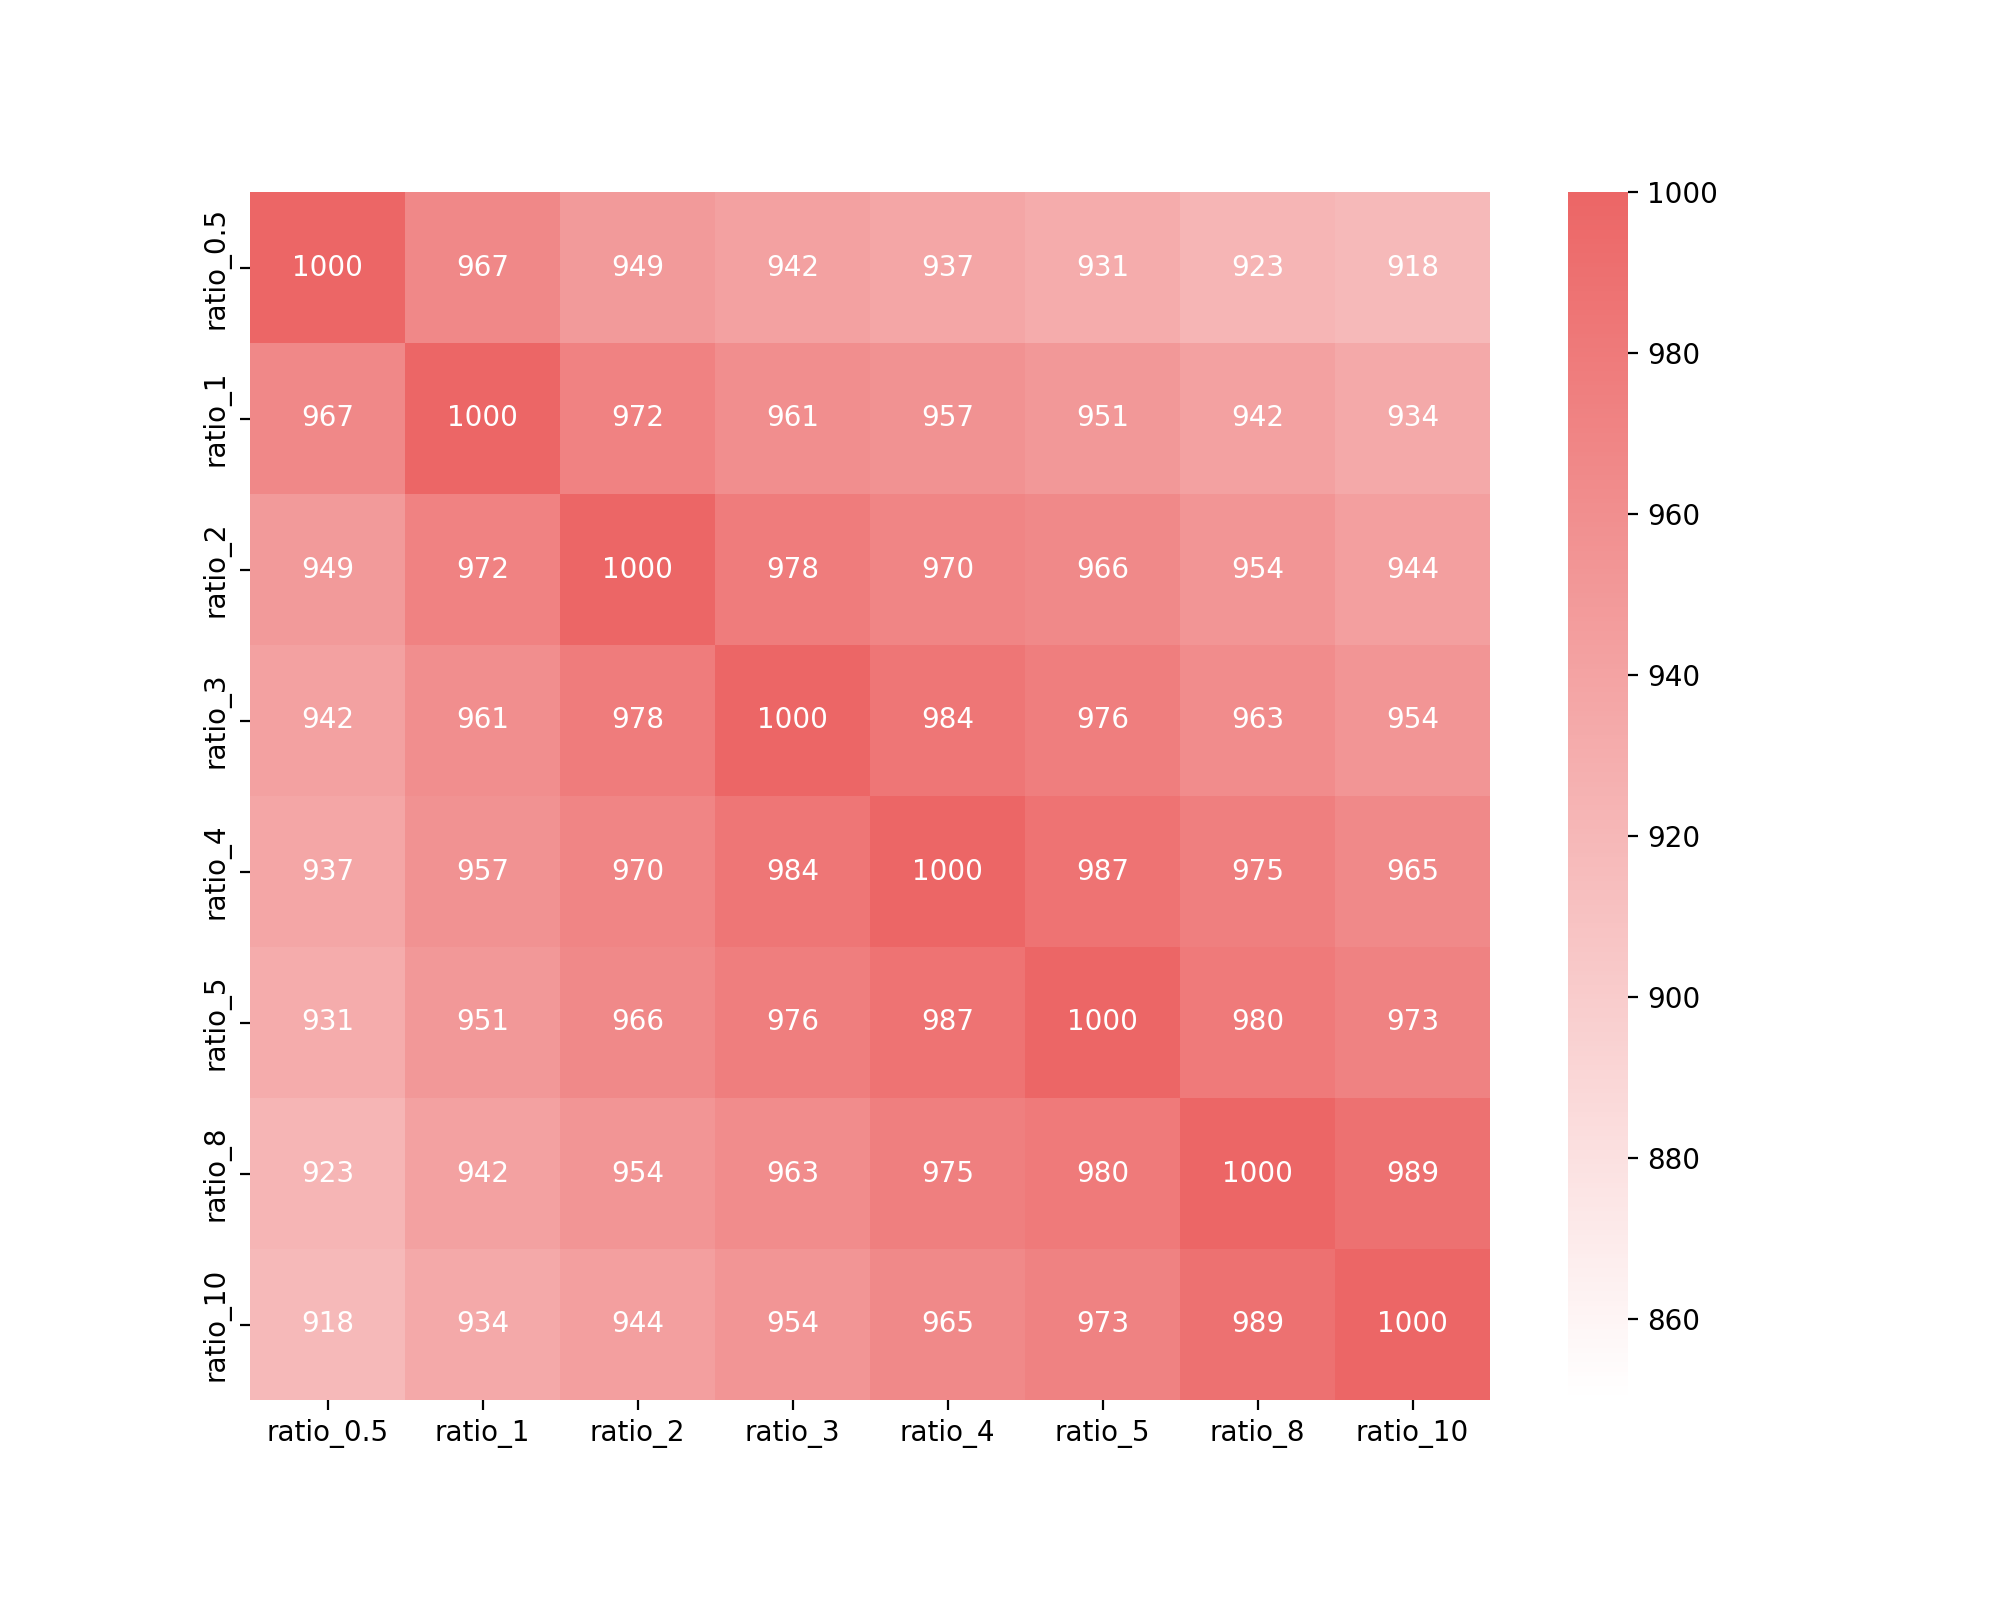 ratio_0.5 1000 967 949 942 937 931 923 918
ratio_1 967 1000 972 961 957 951 942 934
ratio_2 949 972 1000 978 970 966 954 944
ratio_3 942 961 978 1000 984 976 963 954
ratio_4 937 957 970 984 1000 987 975 965
ratio_5 931 951 966 976 987 1000 980 973
ratio_8 923 942 954 963 975 980 1000 989
ratio_10 918 934 944 954 965 973 989 1000
ratio_0.5 ratio_1 ratio_2 ratio_3 ratio_4 ratio_5 ratio_8 ratio_10
1000
980
960
940
920
900
880
860